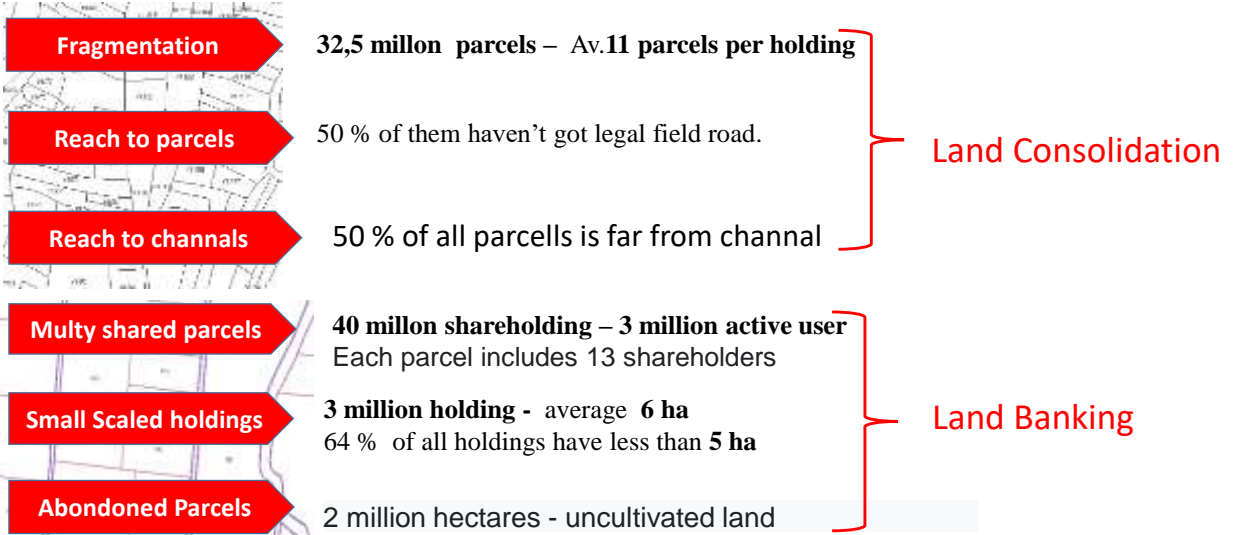 Fragmentation
32,5 millon parcels – Av.11 parcels per holding
Reach to parcels
50 % of them haven’t got legal field road.
Land Consolidation
Reach to channals
50 % of all parcells is far from channal
Multy shared parcels
40 millon shareholding – 3 million active user
Each parcel includes 13 shareholders
Small Scaled holdings
3 million holding - average 6 ha
64 % of all holdings have less than 5 ha
Land Banking
Abondoned Parcels
2 million hectares - uncultivated land